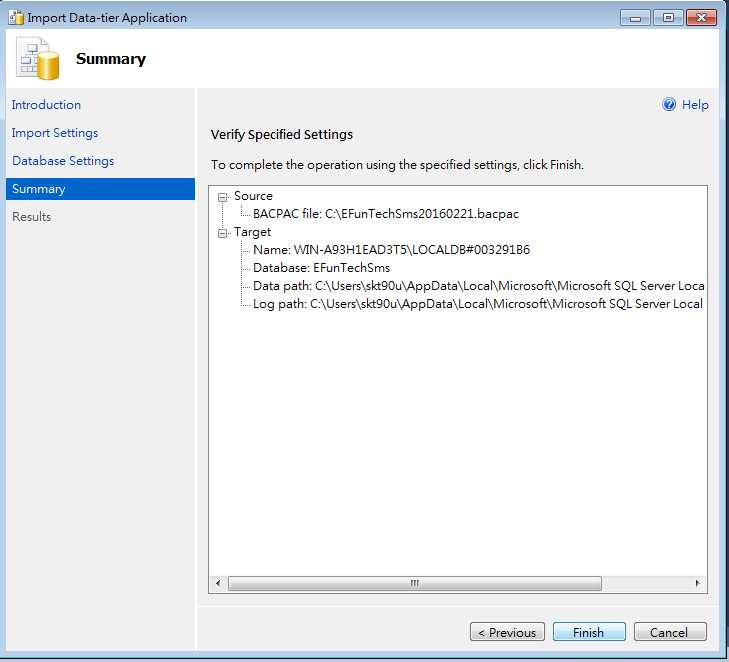 Import Data-tier Application
Summary
Introduction
Import Settings
Database Settings
Summary
Results
Help
Verify Specified Settings
To complete the operation using the specified settings, click Finish.
Source
BACPAC file: C:\EFunTechSms20160221.bacpac
Target
Name: WIN-A93H1EAD3T5\LOCALDB#003291B6
Database: EFunTechSms
Data path: C:\Users\skt90u\AppData\Local\Microsoft\Microsoft SQL Server Loca
Log path: C:\Users\skt90u\AppData\Local\Microsoft\Microsoft SQL Server Local
< Previous
Finish
Cancel